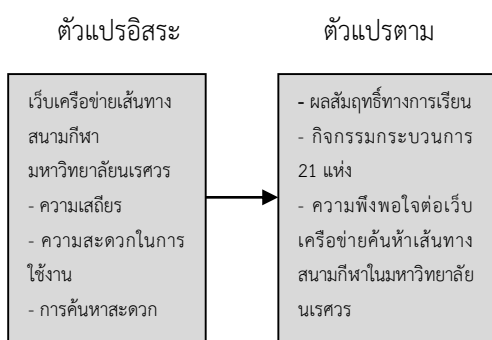 ตัวแปรอิสระ
ตัวแปรตาม
เว็บเครือข่ายเส้นทาง
สนามกีฬา
มหาวิทยาลัยนเรศวร
- ความเสถียร
- ความสะดวกในการ
ใช้งาน
- การค้นหาสะดวก
- ผลสัมฤทธิ์ทางการเรียน
- กิจกรรมกระบวนการ
21 แห่ง
- ความพึงพอใจต่อเว็บ
เครือข่ายค้นห้าเส้นทาง
สนามกีฬาในมหาวิทยาลัย
นเรศวร